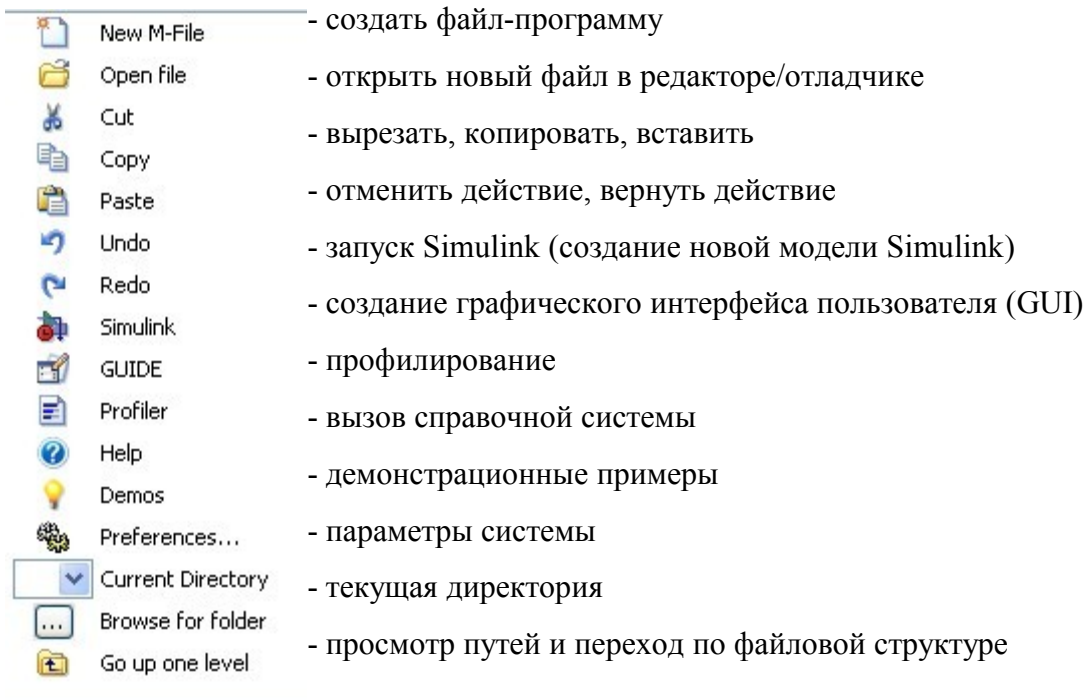 New M-File
Open file
Cut
Copy
Paste
Undo
Redo
Simulink
GUIDE
Profiler
Help
Demos
Preferences...
Current Directory
... Browse for folder
Go up one level
- создать файл-программу
- открыть новый файл в редакторе/отладчике
- вырезать, копировать, вставить
- отменить действие, вернуть действие
- запуск Simulink (создание новой модели Simulink)
- создание графического интерфейса пользователя (GUI)
- профилирование
- вызов справочной системы
- демонстрационные примеры
- параметры системы
- текущая директория
- просмотр путей и переход по файловой структуре